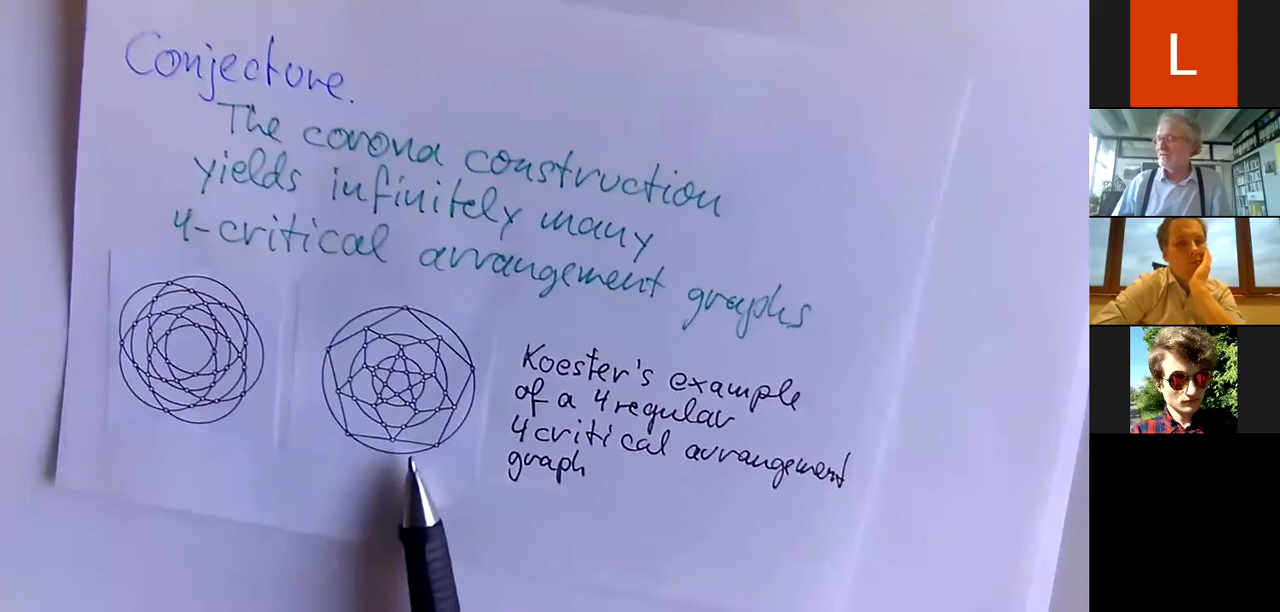 Conjecture.
The corona construction
yields infinitely many
4-critical arrangement graphs
Koester's example
of a 4regular
4critical arrangement
graph
L